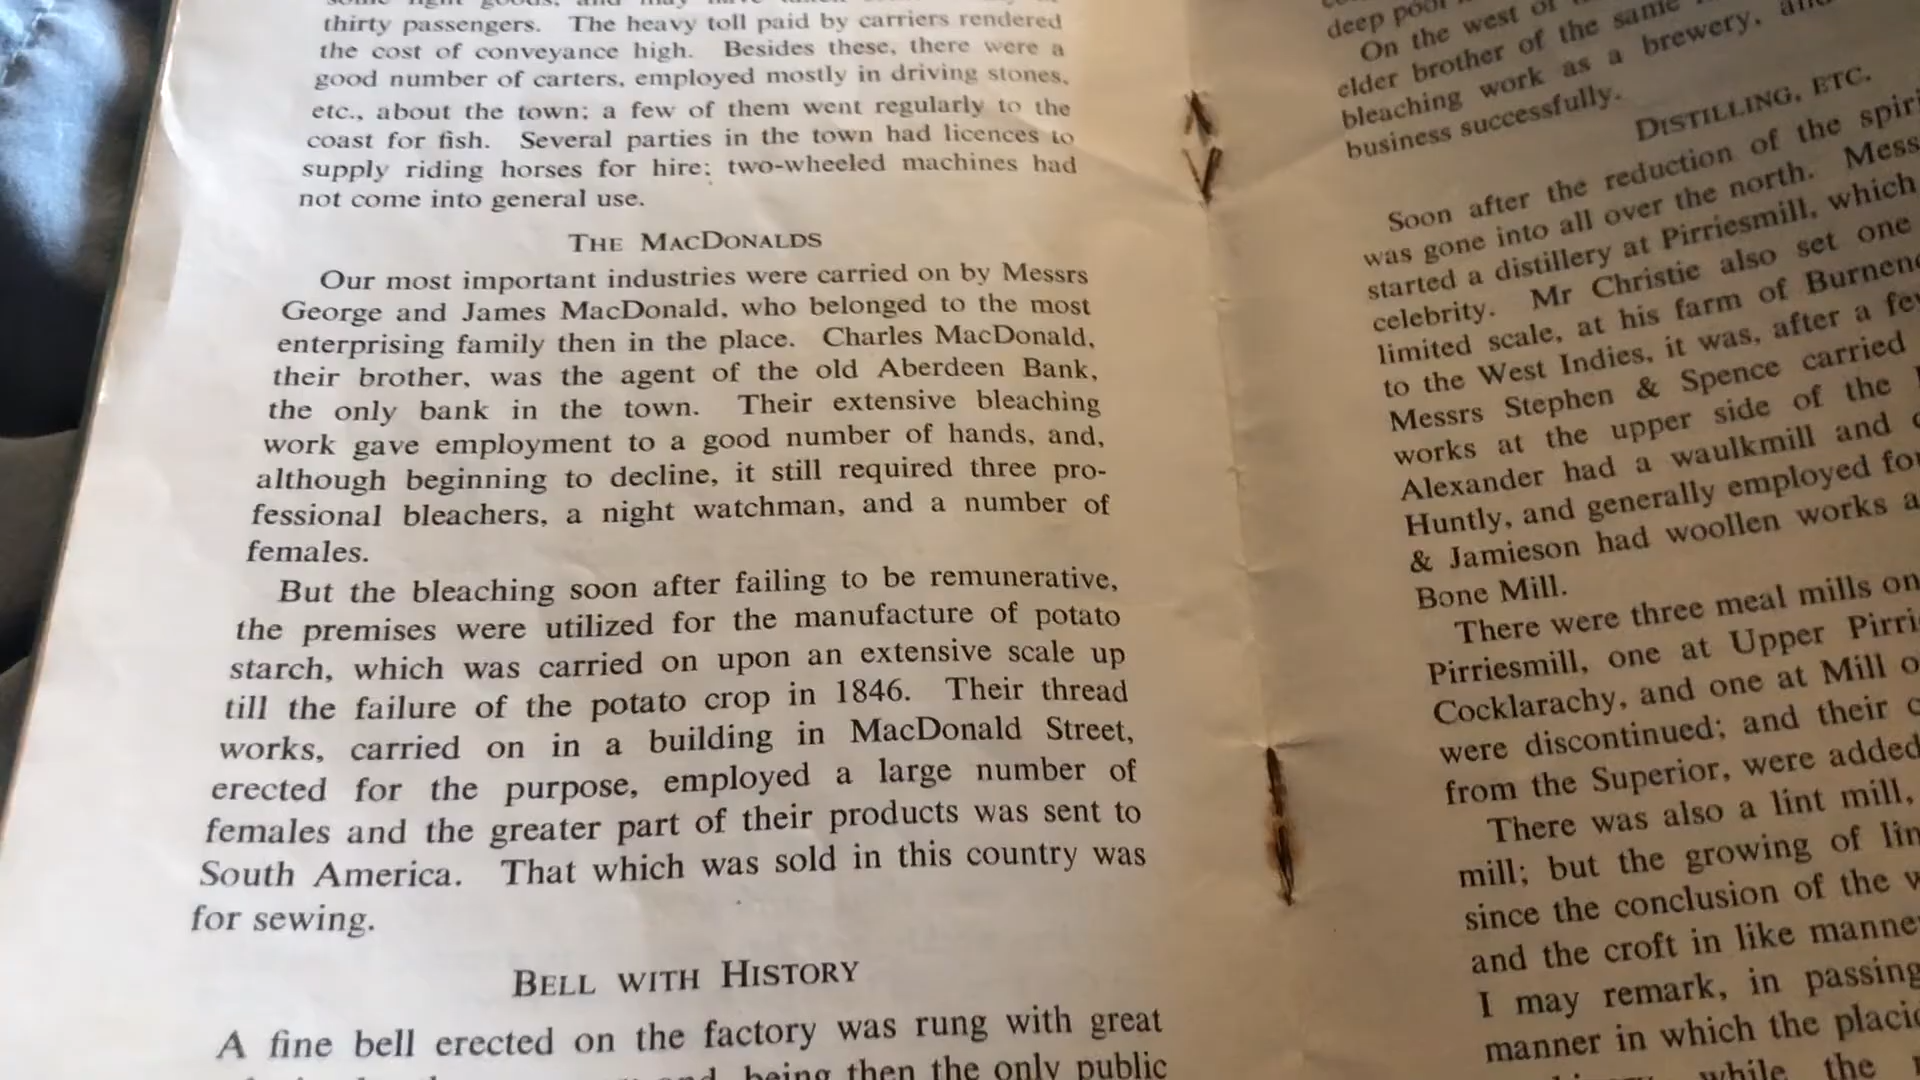 thirty passengers. The heavy toll paid by carriers rendered
the cost of conveyance high. Besides these, there were a
good number of carters, employed mostly in driving stones,
etc., about the town; a few of them went regularly to the
coast for fish. Several parties in the town had licences to
supply riding horses for hire; two-wheeled machines had
not come into general use.
THE MACDONALDS
Our most important industries were carried on by Messrs
George and James MacDonald, who belonged to the most
enterprising family then in the place. Charles MacDonald,
their brother, was the agent of the old Aberdeen Bank,
the only bank in the town. Their extensive bleaching
work gave employment to a good number of hands, and,
although beginning to decline, it still required three pro-
fessional bleachers, a night watchman, and a number of
females.
But the bleaching soon after failing to be remunerative,
the premises were utilized for the manufacture of potato
starch, which was carried on upon an extensive scale up
till the failure of the potato crop in 1846. Their thread
works, carried on in a building in MacDonald Street,
erected for the purpose, employed a large number of
females and the greater part of their products was sent to
South America. That which was sold in this country was
for sewing.
BELL WITH HISTORY
A fine bell erected on the factory was rung with great
being then the only public
deep pool
On the west of
elder brother of the same
bleaching work as a brewery, and
business successfully.
DISTILLING, ETC.
Soon after the reduction of the
was gone into all over the north.
started a distillery at Pirriesmill, which
celebrity. Mr Christie also set one
limited scale, at his farm of
to the West Indies, it was, after a
Messrs Stephen & Spence carried
works at the upper side of the
Alexander had a waulkmill and
Huntly, and generally employed
& Jamieson had woollen works
Bone Mill.
There were three meal mills on
Pirriesmill, one at Upper
Cocklarachy, and one at Mill
were discontinued; and their
from the Superior, were added
There was also a lint mill,
mill; but the growing of
since the conclusion of the
and the croft in like
I may remark, in passing
manner in which the
while the